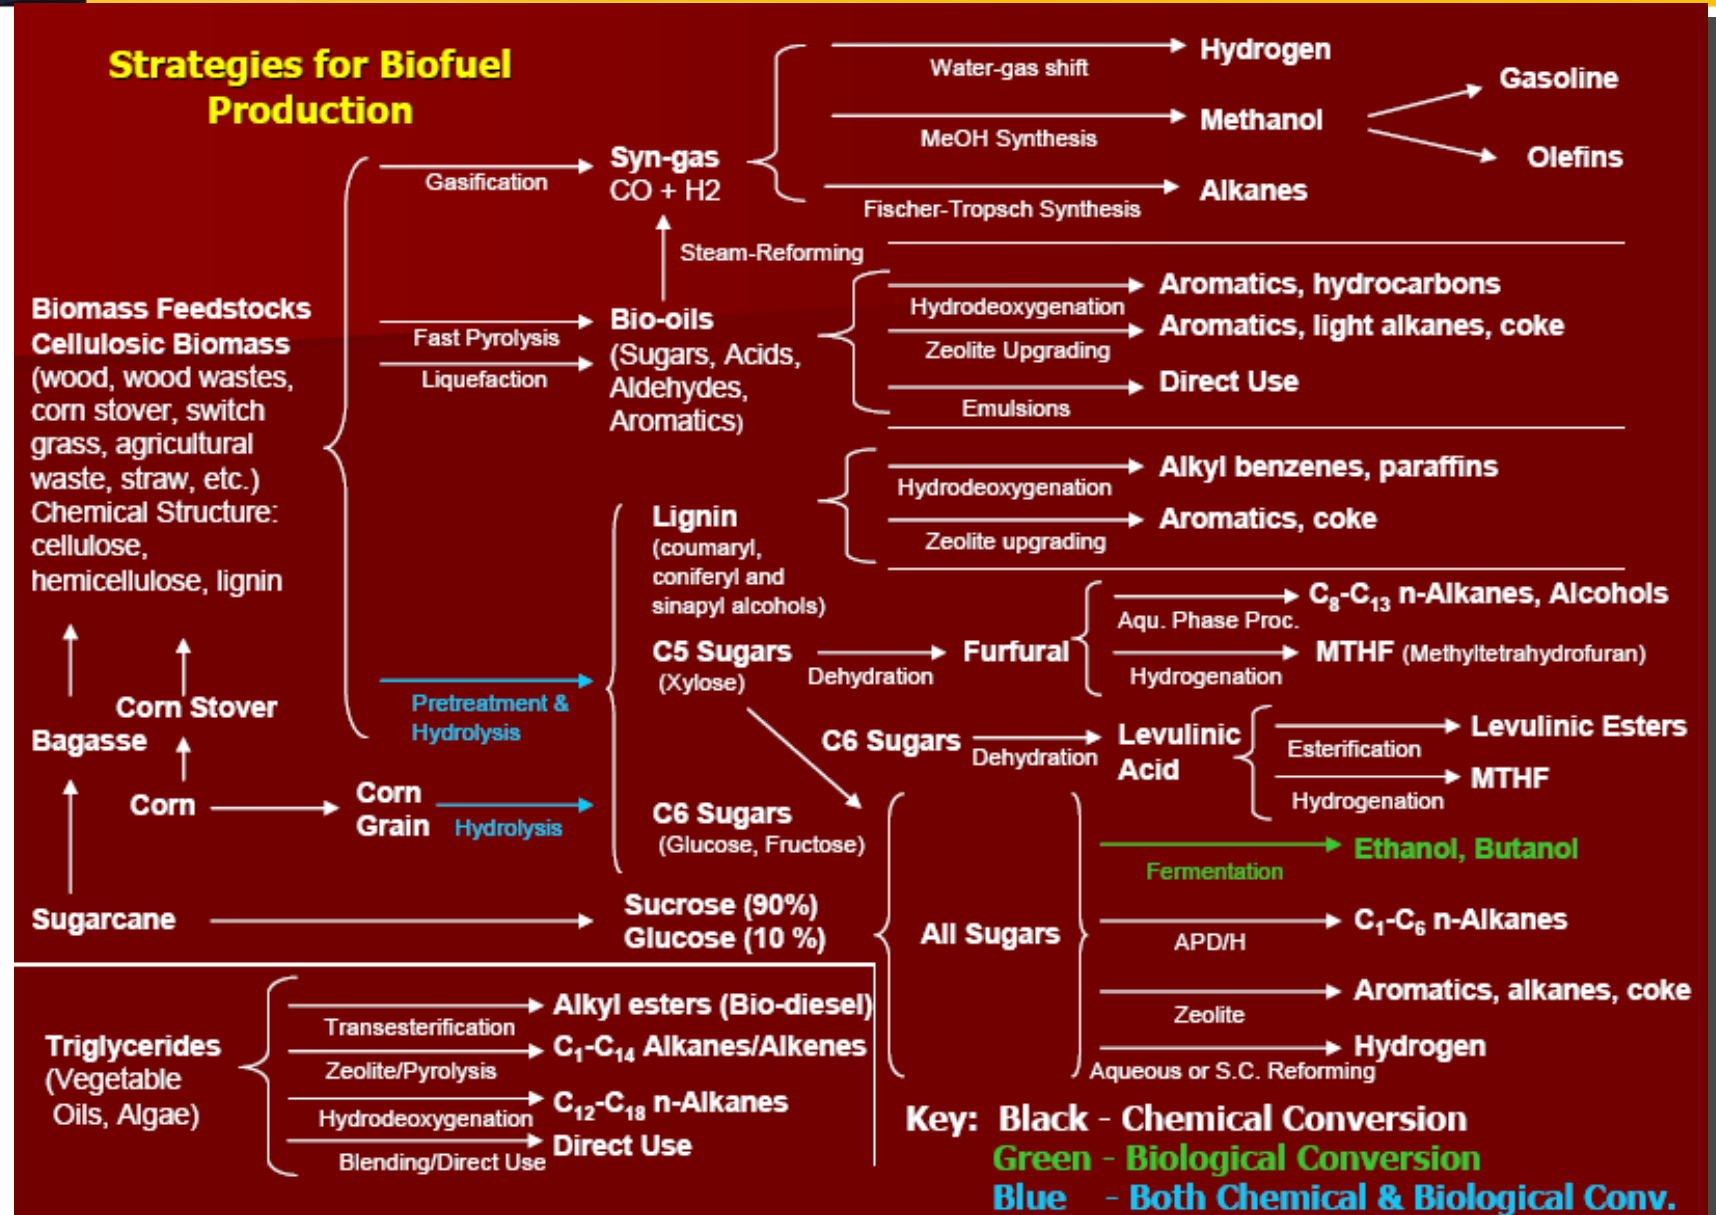 Strategies for Biofuel
Production
Water-gas shift
Hydrogen
MeOH Synthesis
Methanol
Gasoline
Olefins
Gasification
Syn-gas
CO + H2
Fischer-Tropsch Synthesis
Alkanes
Steam-Reforming
Biomass Feedstocks
Cellulosic Biomass
(wood, wood wastes,
corn stover, switch
grass, agricultural
waste, straw, etc.)
Chemical Structure:
cellulose,
hemicellulose, lignin
Fast Pyrolysis
Liquefaction
Bio-oils
(Sugars, Acids,
Aldehydes,
Aromatics)
Hydrodeoxygenation
Aromatics, hydrocarbons
Zeolite Upgrading
Aromatics, light alkanes, coke
Emulsions
Direct Use
Lignin
(coumaryl,
coniferyl and
sinapyl alcohols)
Hydrodeoxygenation
Alkyl benzenes, paraffins
Zeolite upgrading
Aromatics, coke
Pretreatment &
Hydrolysis
C5 Sugars
(Xylose)
Dehydration
Furfural
Aqu. Phase Proc.
C8-C13 n-Alkanes, Alcohols
Hydrogenation
MTHF (Methyltetrahydrofuran)
C6 Sugars
Dehydration
Levulinic
Acid
Esterification
Levulinic Esters
Hydrogenation
MTHF
Corn Stover
Bagasse
Corn
Corn
Grain
Hydrolysis
C6 Sugars
(Glucose, Fructose)
Sugarcane
Sucrose (90%)
Glucose (10 %)
All Sugars
Fermentation
Ethanol, Butanol
APD/H
C1-C6 n-Alkanes
Zeolite
Aromatics, alkanes, coke
Aqueous or S.C. Reforming
Hydrogen
Triglycerides
(Vegetable
Oils, Algae)
Transesterification
Alkyl esters (Bio-diesel)
Zeolite/Pyrolysis
C1-C14 Alkanes/Alkenes
Hydrodeoxygenation
C12-C18 n-Alkanes
Blending/Direct Use
Direct Use
Key: Black - Chemical Conversion
Green - Biological Conversion
Blue - Both Chemical & Biological Conv.